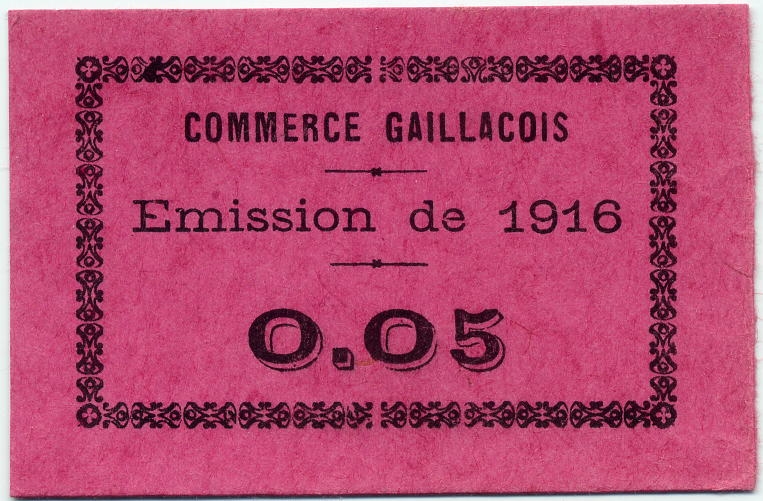 COMMERCE GAILLACOIS
Emission de 1916
0.05